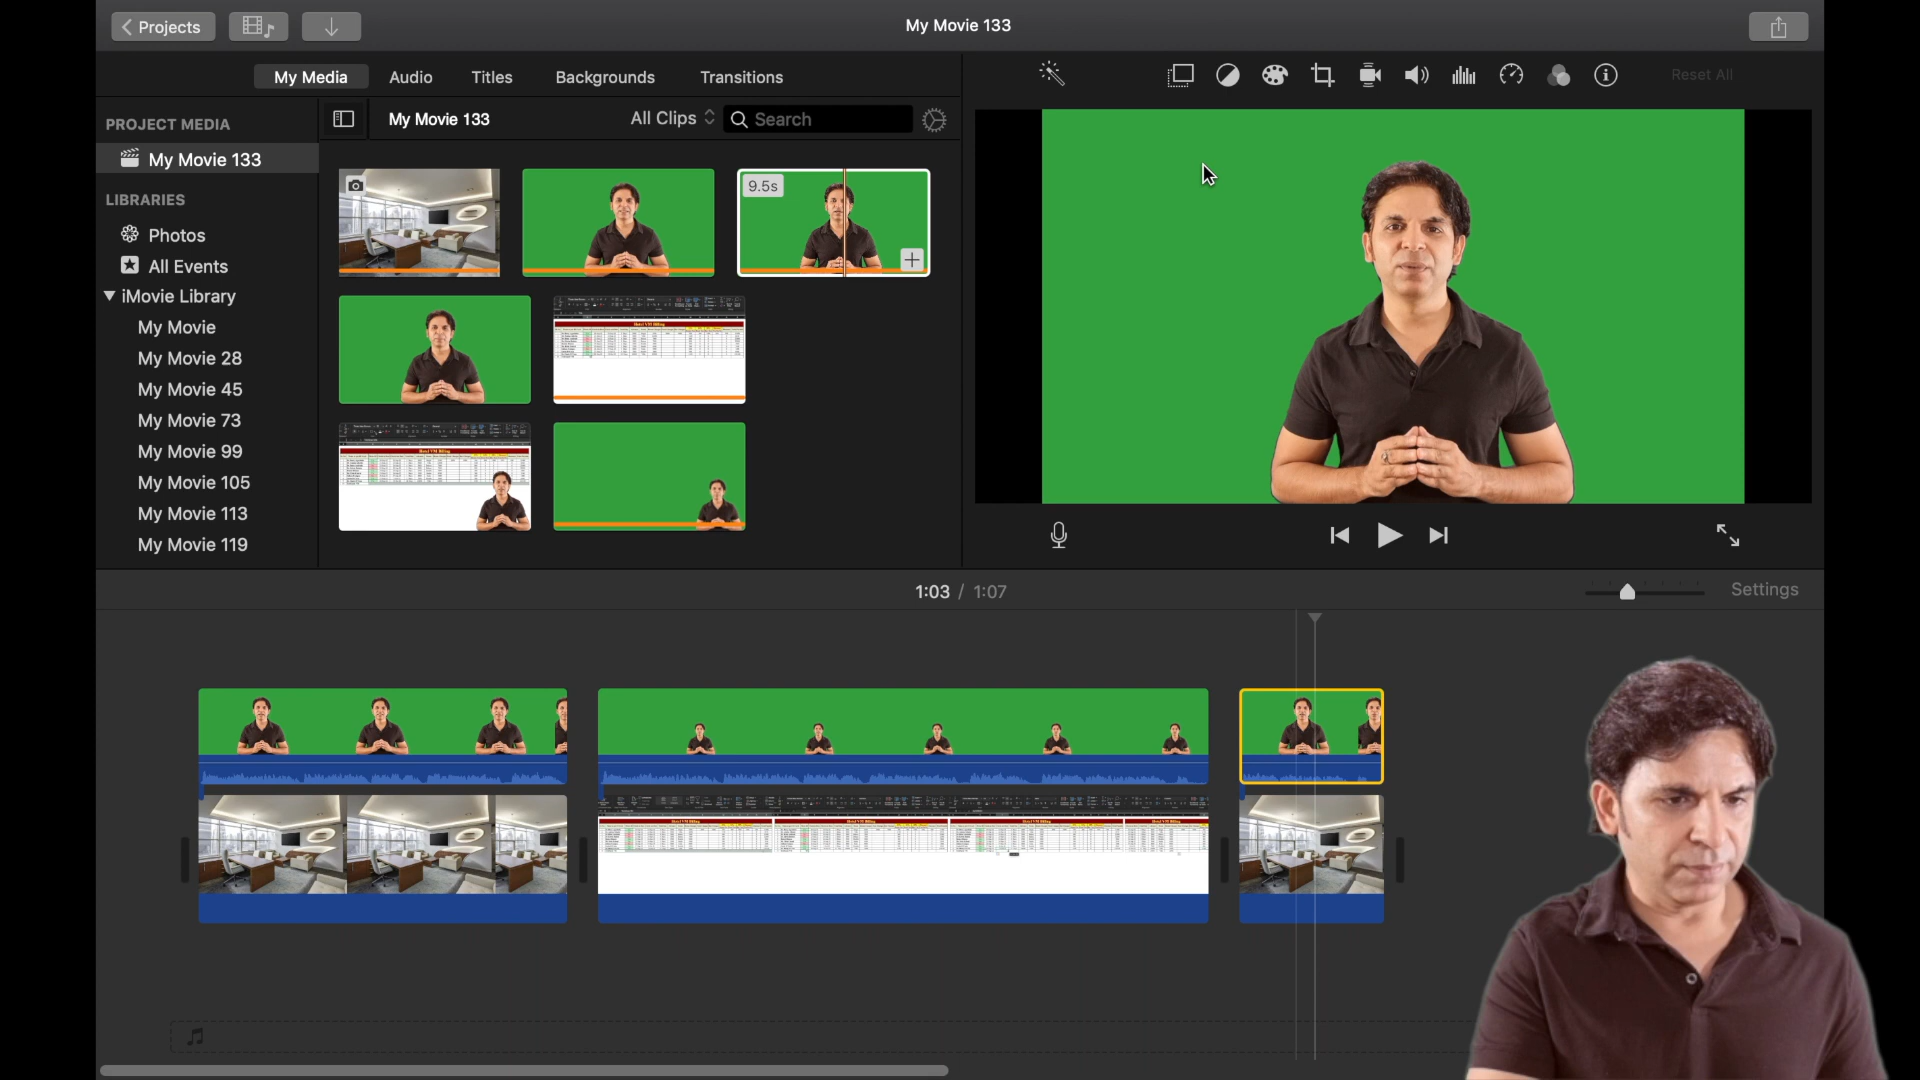 Projects
My Movie 133
My Media
Audio
Titles
Backgrounds
Transitions
Reset All
PROJECT MEDIA
My Movie 133
My Movie 133
All Clips
Search
LIBRARIES
Photos
All Events
iMovie Library
My Movie
My Movie 28
My Movie 45
My Movie 73
My Movie 99
My Movie 105
My Movie 113
My Movie 119
9.5s
1:03 / 1:07
Settings